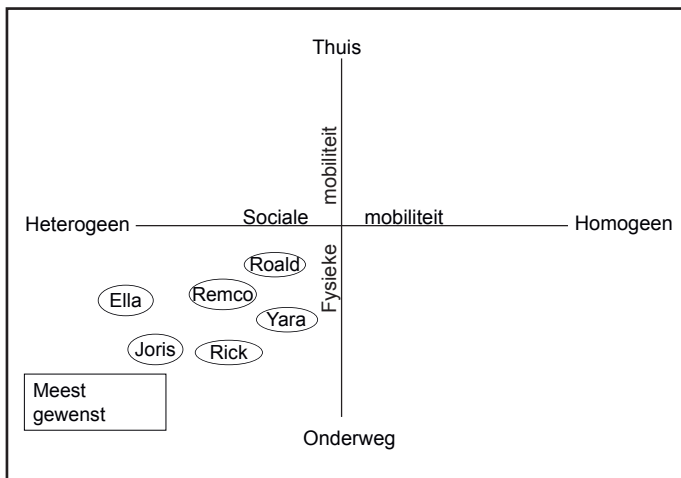 Thuis
Fysieke mobiliteit
Heterogeen Sociale mobiliteit Homogeen
Roald
Ella Remco
Yara
Joris Rick
Meest
gewenst
Onderweg